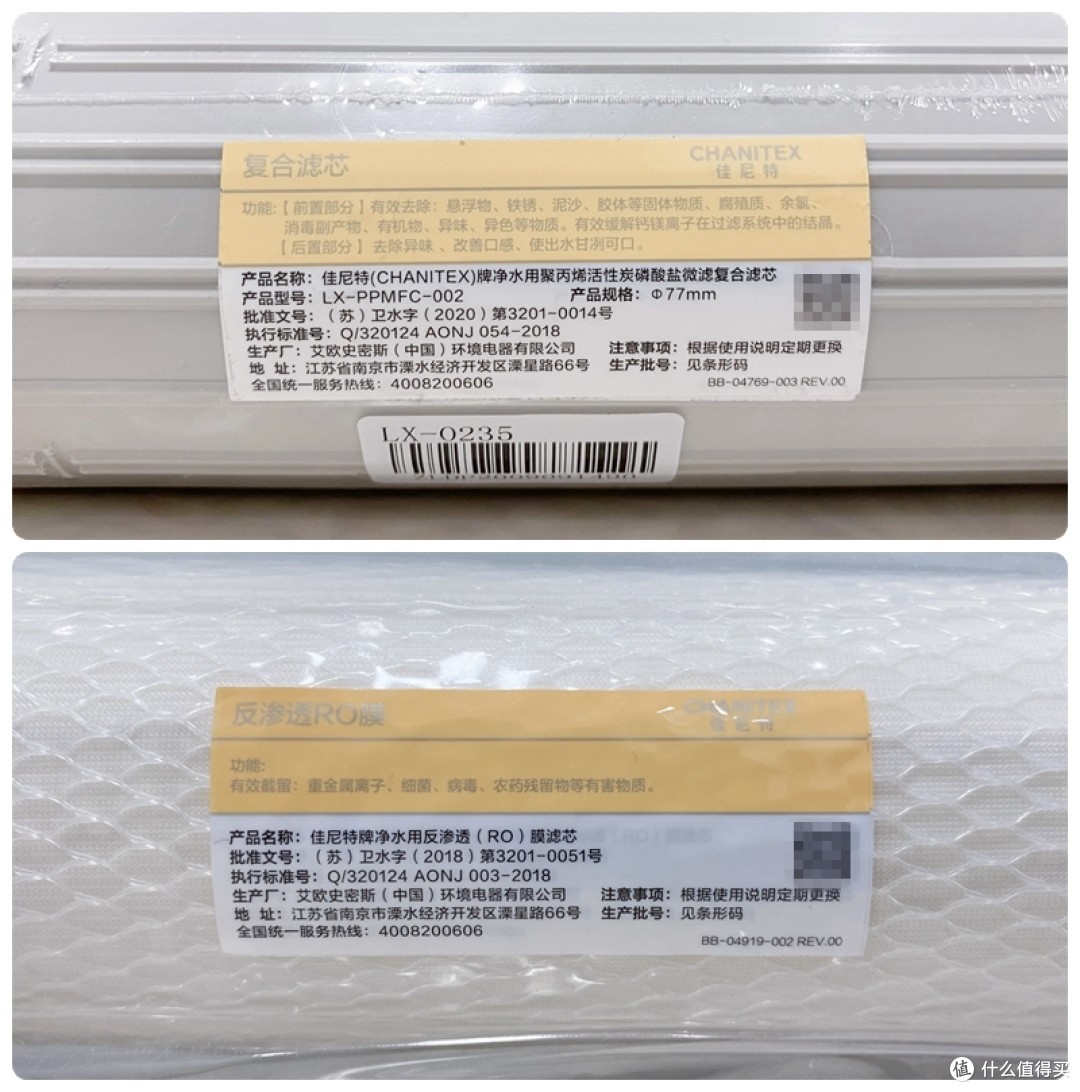 复合滤芯
CHANITEX
佳尼特
功能:【前置部分】有效去除：悬浮物、铁锈、泥沙、胶体等固体物质、腐殖质、余氯、
消毒副产物、有机物、异味、异色等物质。有效缓解钙镁离子在过滤系统中的结晶。
【后置部分】去除异味、改善口感、使出水甘冽可口。
产品名称：佳尼特(CHANITEX)牌净水用聚丙烯活性炭磷酸盐微滤复合滤芯
产品型号：LX-PPMFC-002 产品规格：Φ77mm
批准文号：（苏）卫水字（2020）第3201-0014号
执行标准号：Q/320124 AONJ 054-2018
生产厂：艾欧史密斯（中国）环境电器有限公司 注意事项：根据使用说明定期更换
地 址：江苏省南京市溧水经济开发区溧星路66号 生产批号：见条形码
全国统一服务热线：4008200606
BB-04769-003 REV.00
LX-0235
反渗透RO膜
CHANITEX
佳尼特
功能:
有效截留：重金属离子、细菌、病毒、农药残留物等有害物质。
产品名称：佳尼特牌净水用反渗透（RO）膜滤芯
批准文号：（苏）卫水字（2018）第3201-0051号
执行标准号：Q/320124 AONJ 003-2018
生产厂：艾欧史密斯（中国）环境电器有限公司 注意事项：根据使用说明定期更换
地 址：江苏省南京市溧水经济开发区溧星路66号 生产批号：见条形码
全国统一服务热线：4008200606
BB-04919-002 REV.00
值 什么值得买